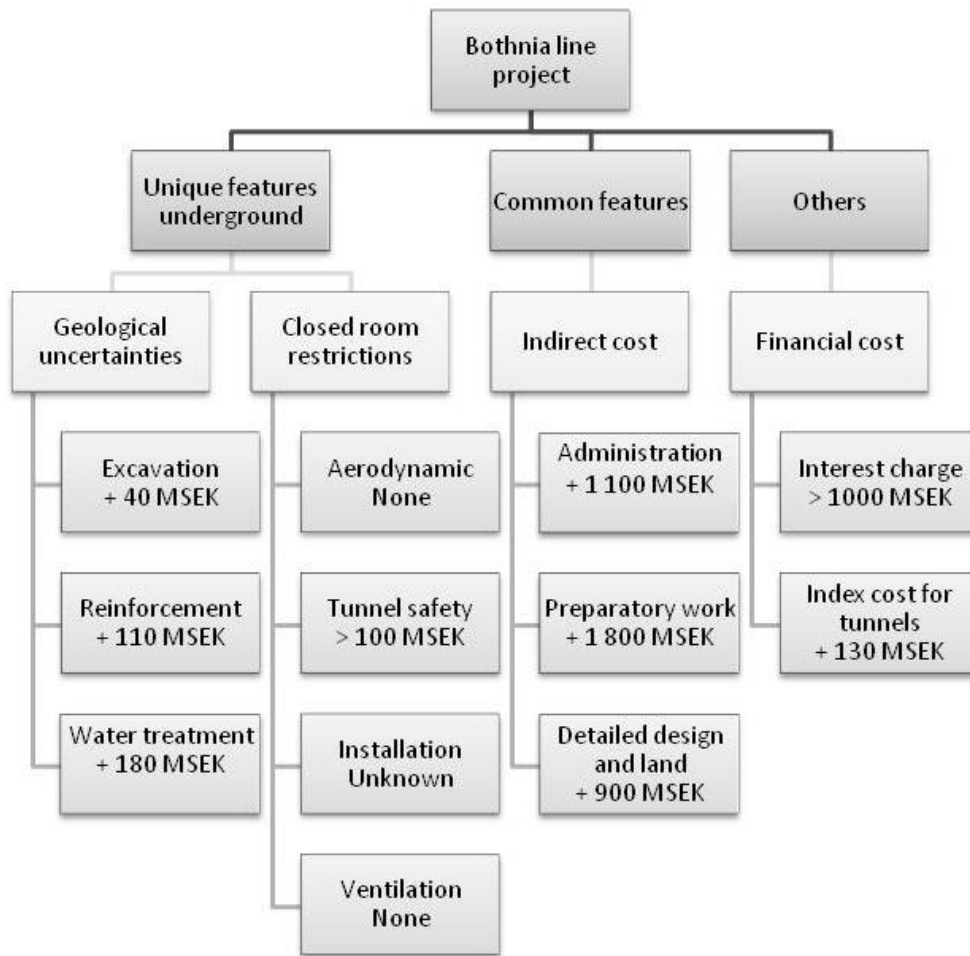 Bothnia line
project
Unique features
underground
Common features
Others
Geological
uncertainties
Closed room
restrictions
Indirect cost
Financial cost
Excavation
+ 40 MSEK
Reinforcement
+ 110 MSEK
Water treatment
+ 180 MSEK
Aerodynamic
None
Tunnel safety
> 100 MSEK
Installation
Unknown
Ventilation
None
Administration
+ 1 100 MSEK
Preparatory work
+ 1 800 MSEK
Detailed design
and land
+ 900 MSEK
Interest charge
> 1000 MSEK
Index cost for
tunnels
+ 130 MSEK